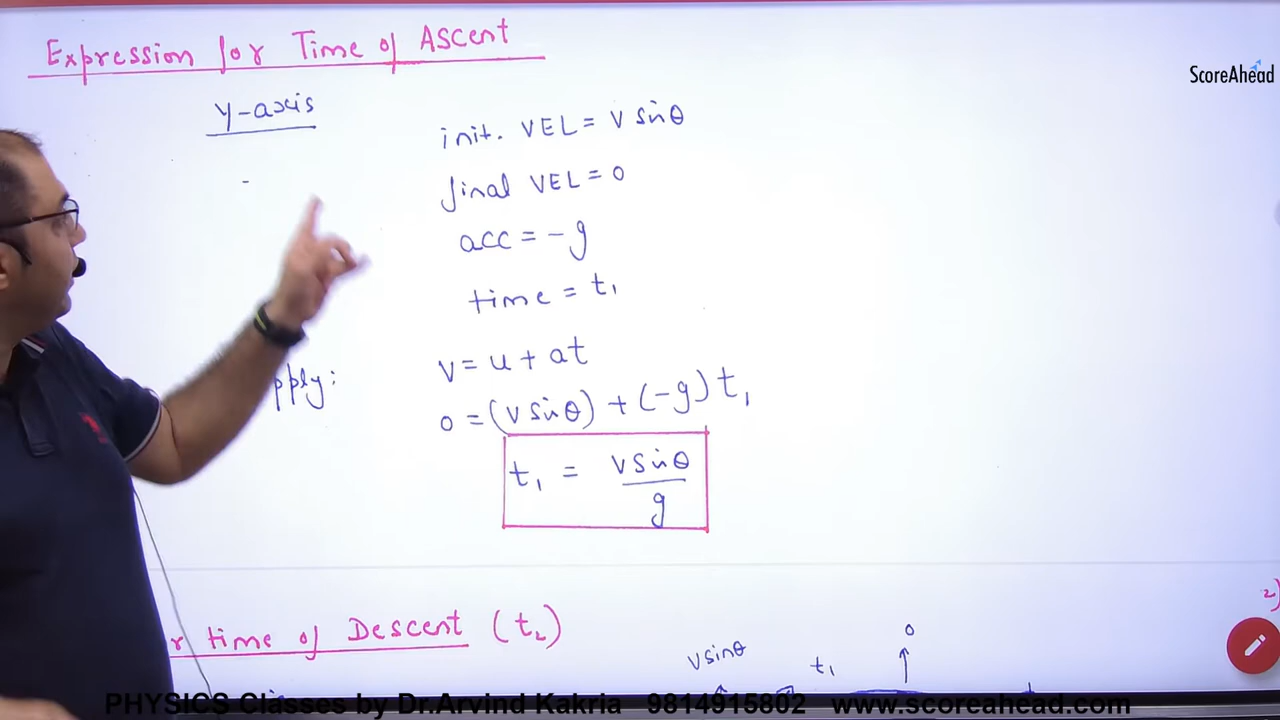 Expression for Time of Ascent
ScoreAhead
y-axis
init. VEL = v sinθ
final VEL = 0
acc = -g
time = t₁
pply:
v = u + at
0 = (v sinθ) + (-g) t₁
t₁ = v sinθ / g
r time of Descent (t₂)
2)
0
v sinθ
t₁
PHYSICS Classes by Dr.Arvind Kakria 9814915802 www.scoreahead.com